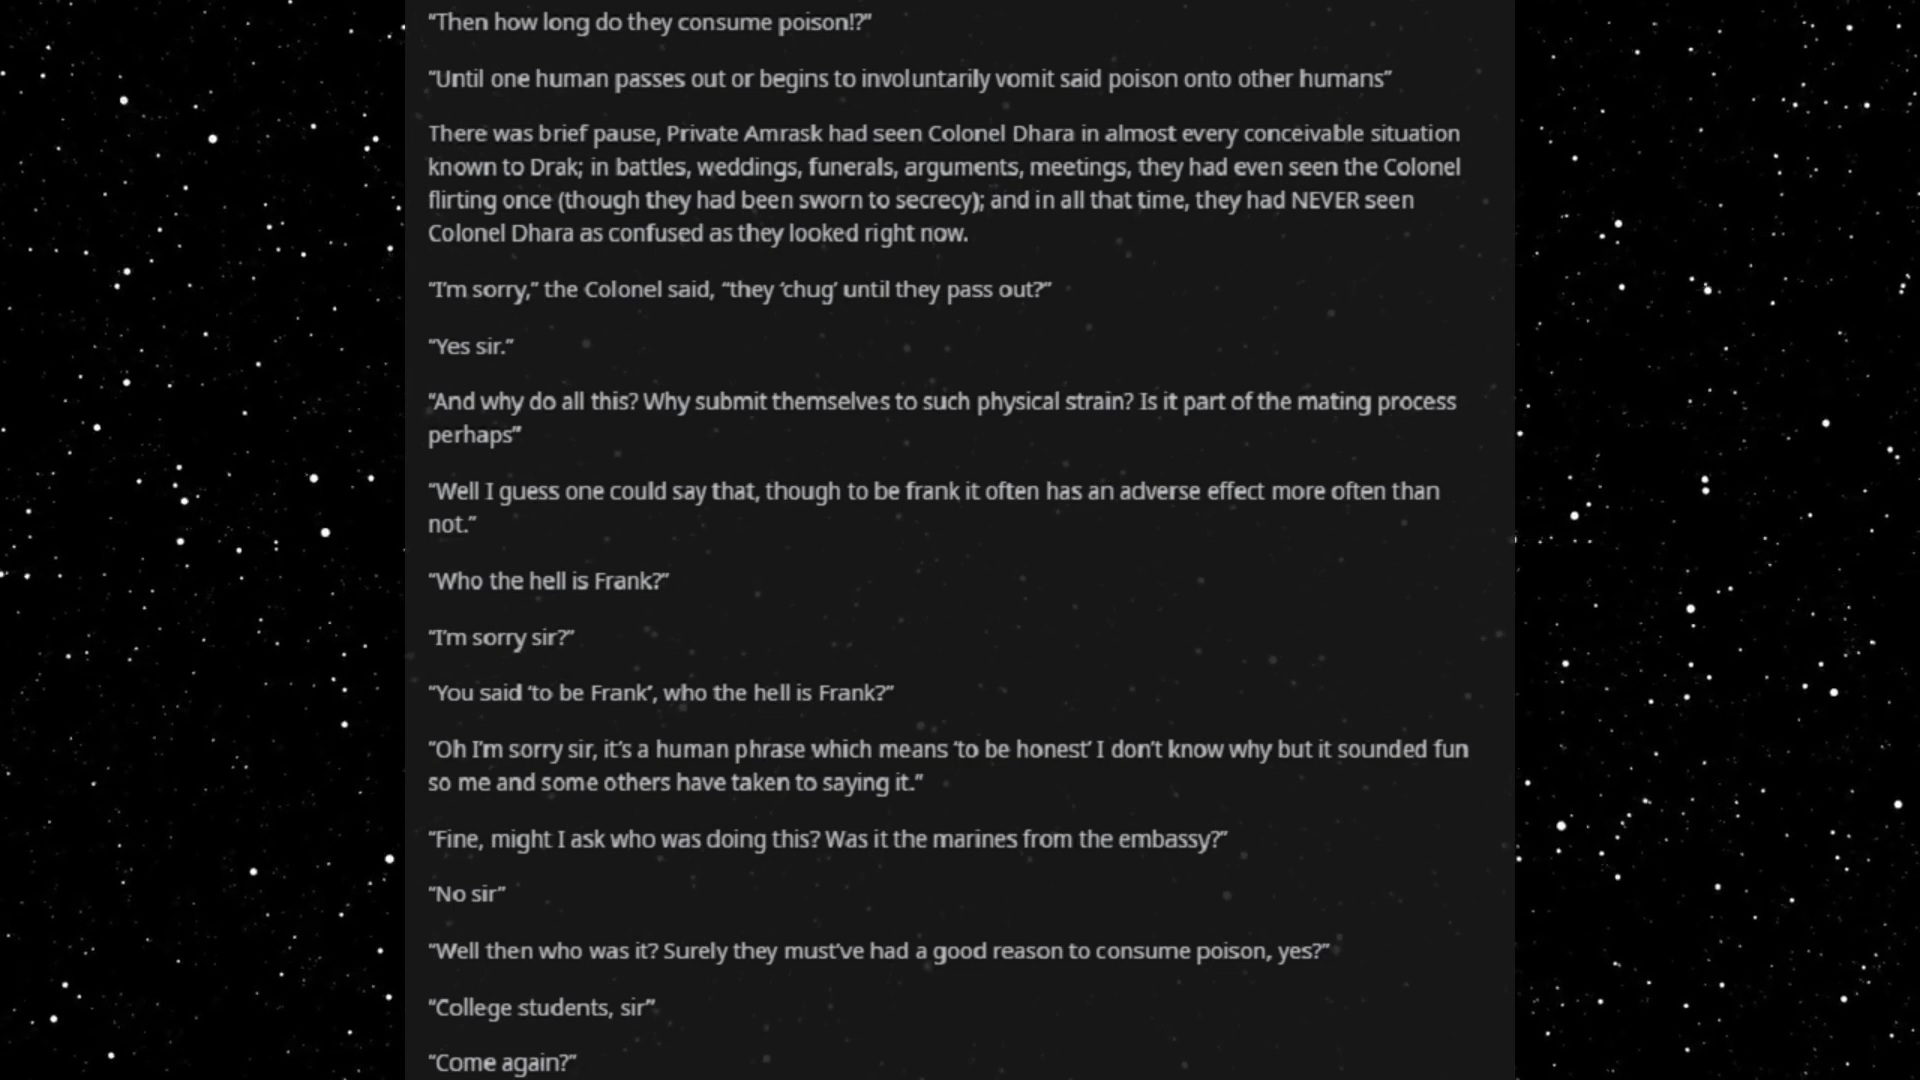 “Then how long do they consume poison!?”
“Until one human passes out or begins to involuntarily vomit said poison onto other humans”
There was brief pause, Private Amrask had seen Colonel Dhara in almost every conceivable situation
known to Drak; in battles, weddings, funerals, arguments, meetings, they had even seen the Colonel
flirting once (though they had been sworn to secrecy); and in all that time, they had NEVER seen
Colonel Dhara as confused as they looked right now.
“I’m sorry,” the Colonel said, “they ‘chug’ until they pass out?”
“Yes sir.”
“And why do all this? Why submit themselves to such physical strain? Is it part of the mating process
perhaps”
“Well I guess one could say that, though to be frank it often has an adverse effect more often than
not.”
“Who the hell is Frank?”
“I’m sorry sir?”
“You said ‘to be Frank’, who the hell is Frank?”
“Oh I’m sorry sir, it’s a human phrase which means ‘to be honest’ I don’t know why but it sounded fun
so me and some others have taken to saying it.”
“Fine, might I ask who was doing this? Was it the marines from the embassy?”
“No sir”
“Well then who was it? Surely they must’ve had a good reason to consume poison, yes?”
“College students, sir”
“Come again?”